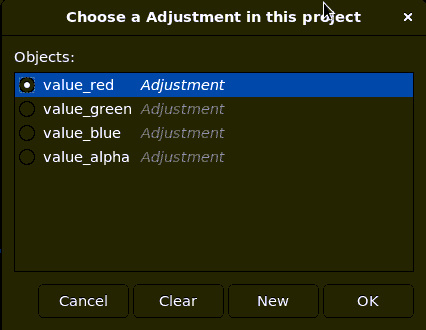 Choose a Adjustment in this project
Objects:
value_red Adjustment
value_green Adjustment
value_blue Adjustment
value_alpha Adjustment
Cancel Clear New OK